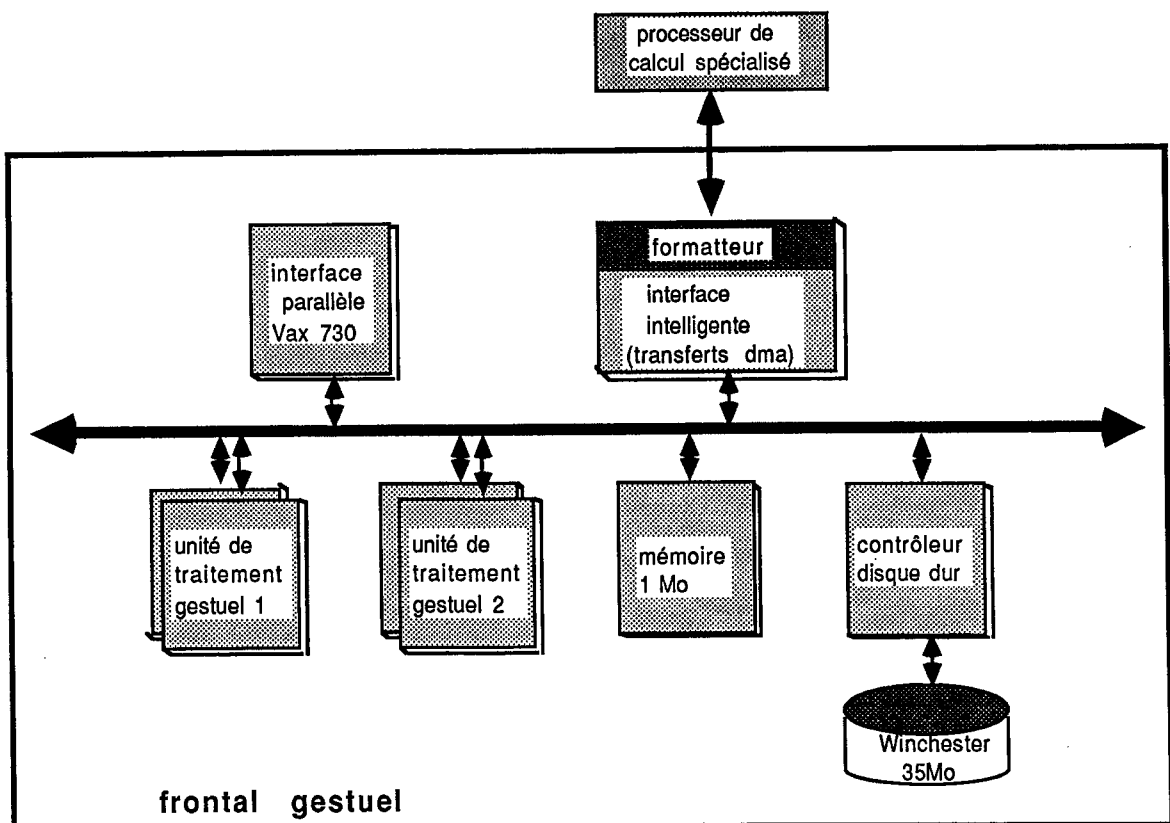 processeur de
calcul spécialisé
formatteur
interface
parallèle
Vax 730
interface
intelligente
(transferts dma)
unité de
traitement
gestuel 1
unité de
traitement
gestuel 2
mémoire
1 Mo
contrôleur
disque dur
Winchester
35Mo
frontal gestuel